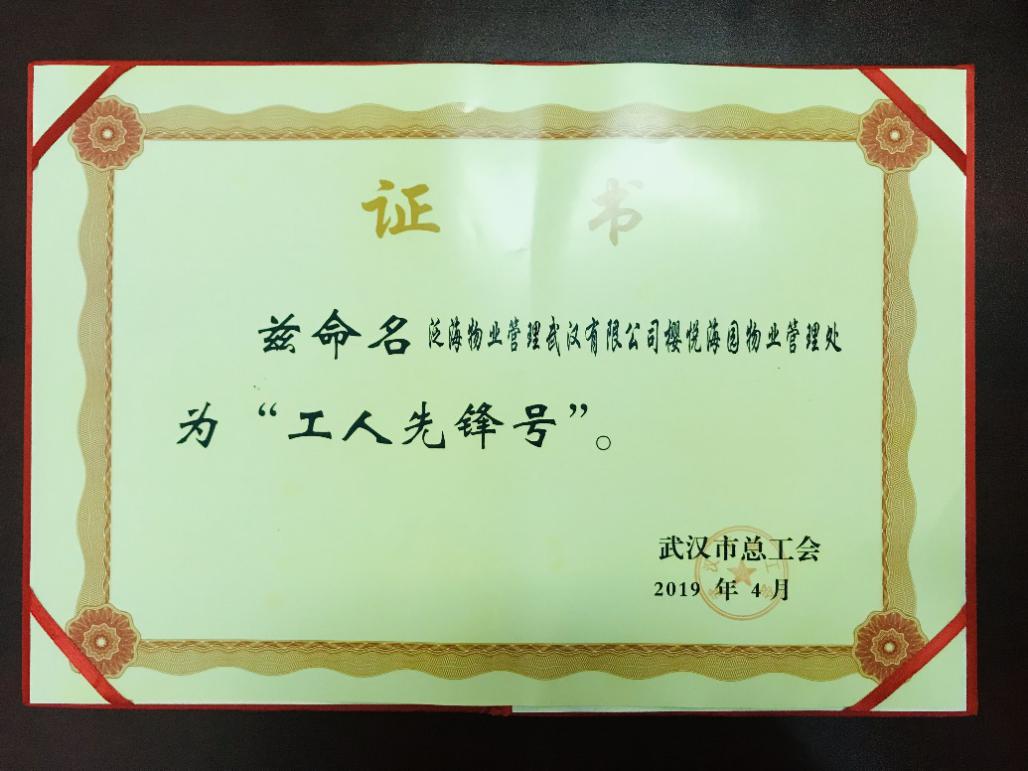 证 书
兹命名泛海物业管理武汉有限公司樱悦海园物业管理处
为“工人先锋号”。
武汉市总工会
2019 年 4 月